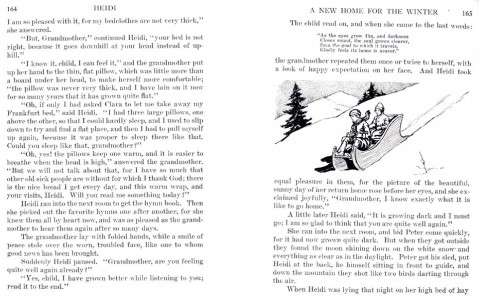 164 HEIDI
I am so pleased with it, for my bedclothes are not very thick,"
she answered.
"But, Grandmother," continued Heidi, "your bed is not
right, because it goes downhill at your head instead of up-
hill."
"I know it, child, I can feel it," and the grandmother put
up her hand to the thin, flat pillow, which was little more than
a board under her head, to make herself more comfortable;
"the pillow was never very thick, and I have lain on it now
for so many years that it has grown quite flat."
"Oh, if only I had asked Clara to let me take away my
Frankfurt bed," said Heidi. "I had three large pillows, one
above the other, so that I could hardly sleep, and I used to slip
down to try and find a flat place, and then I had to pull myself
up again, because it was proper to sleep there like that.
Could you sleep like that, grandmother?"
"Oh, yes! the pillows keep one warm, and it is easier to
breathe when the head is high," answered the grandmother.
"But we will not talk about that, for I have so much that
other old sick people are without for which I thank God; there
is the nice bread I get every day, and this warm wrap, and
your visits, Heidi. Will you read me something today?"
Heidi ran into the next room to get the hymn book. Then
she picked out the favorite hymns one after another, for she
knew them all by heart now, and was as pleased as the grand-
mother to hear them again after so many days.
The grandmother lay with folded hands, while a smile of
peace stole over the worn, troubled face, like one to whom
good news has been brought.
Suddenly Heidi paused. "Grandmother, are you feeling
quite well again already?"
"Yes, child, I have grown better while listening to you;
read it to the end."
A NEW HOME FOR THE WINTER 165
The child read on, and when she came to the last words:
"As the eyes grow dim, and darkness
Closes round, the soul grows clearer,
Sees the goal to which it travels,
Gladly feels its home is nearer."
the grandmother repeated them once or twice to herself, with
a look of happy expectation on her face. And Heidi took
equal pleasure in them, for the picture of the beautiful,
sunny day of her return home rose before her eyes, and she ex-
claimed joyfully, "Grandmother, I know exactly what it is
like to go home."
A little later Heidi said, "It is growing dark and I must
go; I am so glad to think that you are quite well again."
She ran into the next room, and bid Peter come quickly,
for it had now grown quite dark. But when they got outside
they found the moon shining down on the white snow and
everything as clear as in the daylight. Peter got his sled, put
Heidi at the back, he himself sitting in front to guide, and
down the mountain they shot like two birds darting through
the air.
When Heidi was lying that night on her high bed of hay